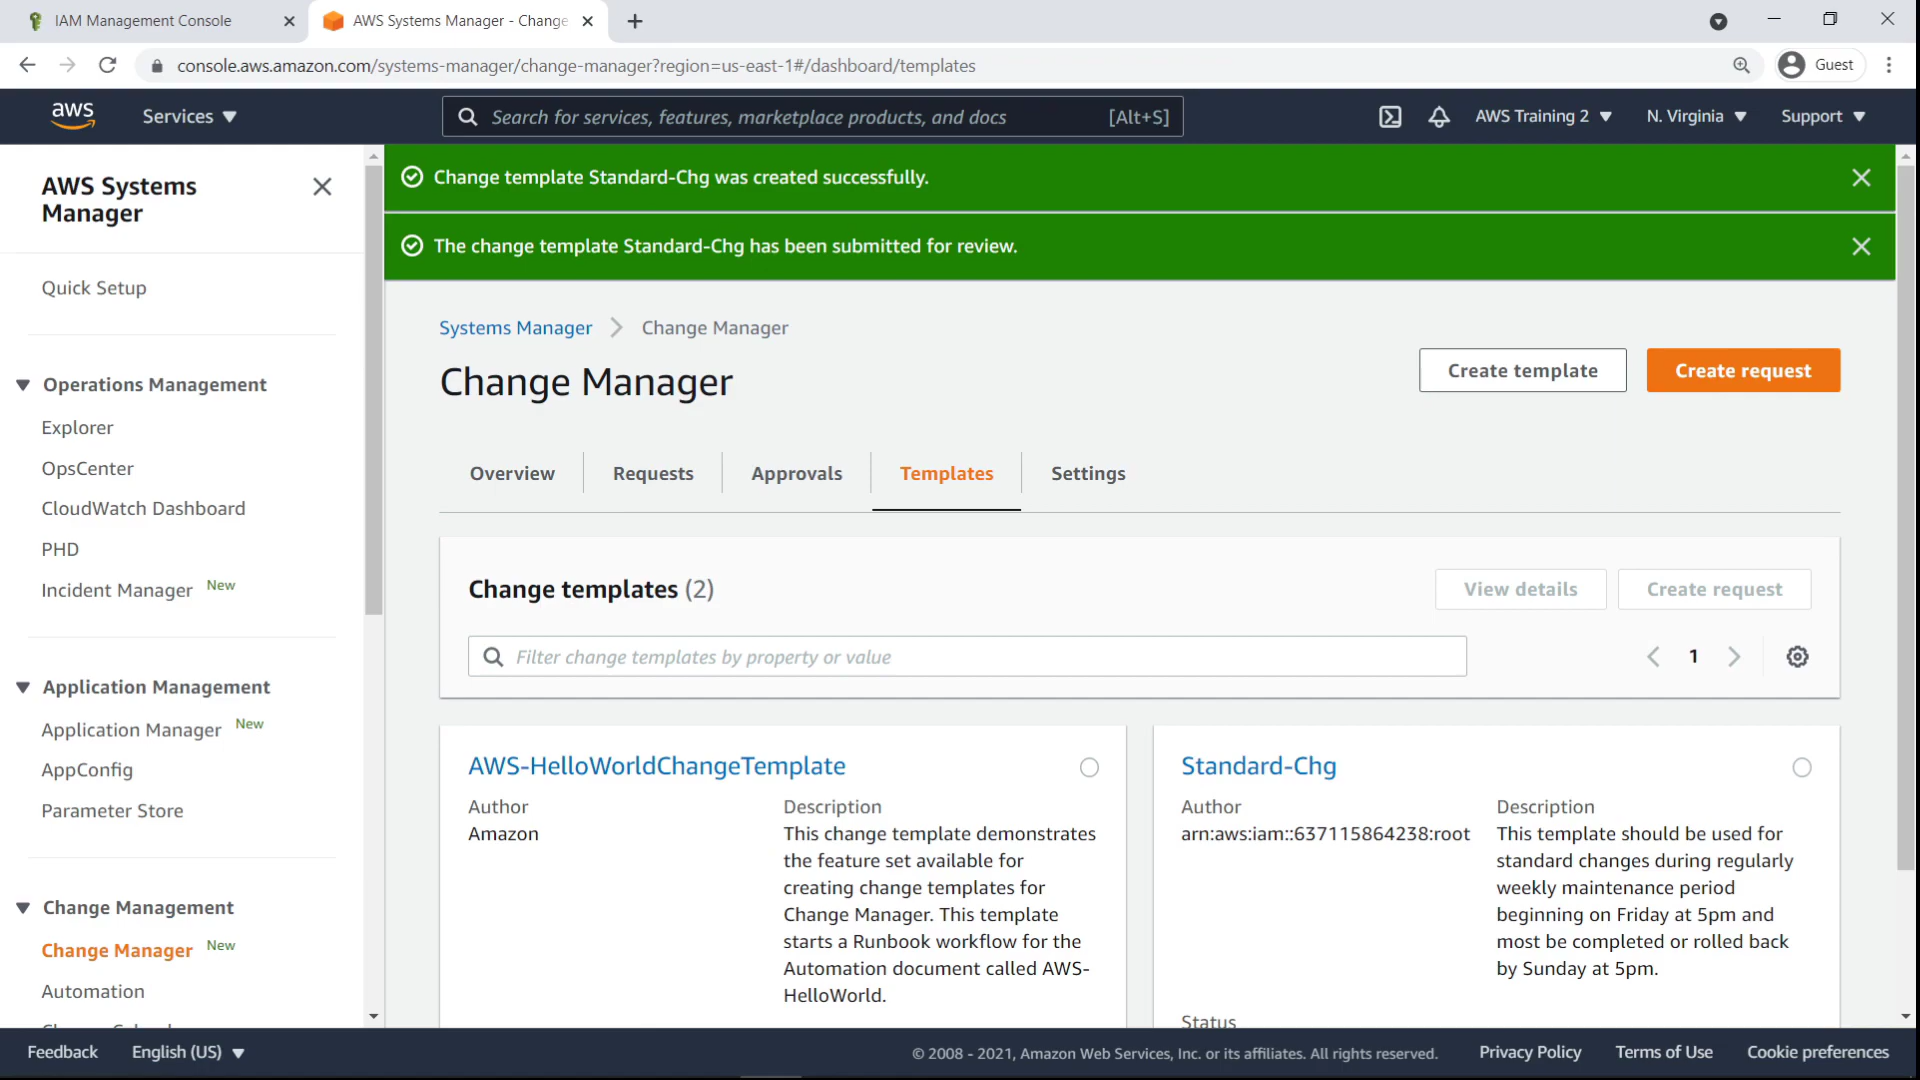 IAM Management Console
AWS Systems Manager - Change
console.aws.amazon.com/systems-manager/change-manager?region=us-east-1#/dashboard/templates
Guest
aws
Services
Search for services, features, marketplace products, and docs
[Alt+S]
AWS Training 2
N. Virginia
Support
AWS Systems
Manager
Quick Setup
Operations Management
Explorer
OpsCenter
CloudWatch Dashboard
PHD
Incident Manager New
Application Management
Application Manager New
AppConfig
Parameter Store
Change Management
Change Manager New
Automation
Change template Standard-Chg was created successfully.
The change template Standard-Chg has been submitted for review.
Systems Manager
Change Manager
Change Manager
Create template
Create request
Overview
Requests
Approvals
Templates
Settings
Change templates (2)
View details
Create request
Filter change templates by property or value
1
AWS-HelloWorldChangeTemplate
Author
Amazon
Description
This change template demonstrates
the feature set available for
creating change templates for
Change Manager. This template
starts a Runbook workflow for the
Automation document called AWS-
HelloWorld.
Standard-Chg
Author
arn:aws:iam::637115864238:root
Description
This template should be used for
standard changes during regularly
weekly maintenance period
beginning on Friday at 5pm and
most be completed or rolled back
by Sunday at 5pm.
Status
Feedback
English (US)
© 2008 - 2021, Amazon Web Services, Inc. or its affiliates. All rights reserved.
Privacy Policy
Terms of Use
Cookie preferences